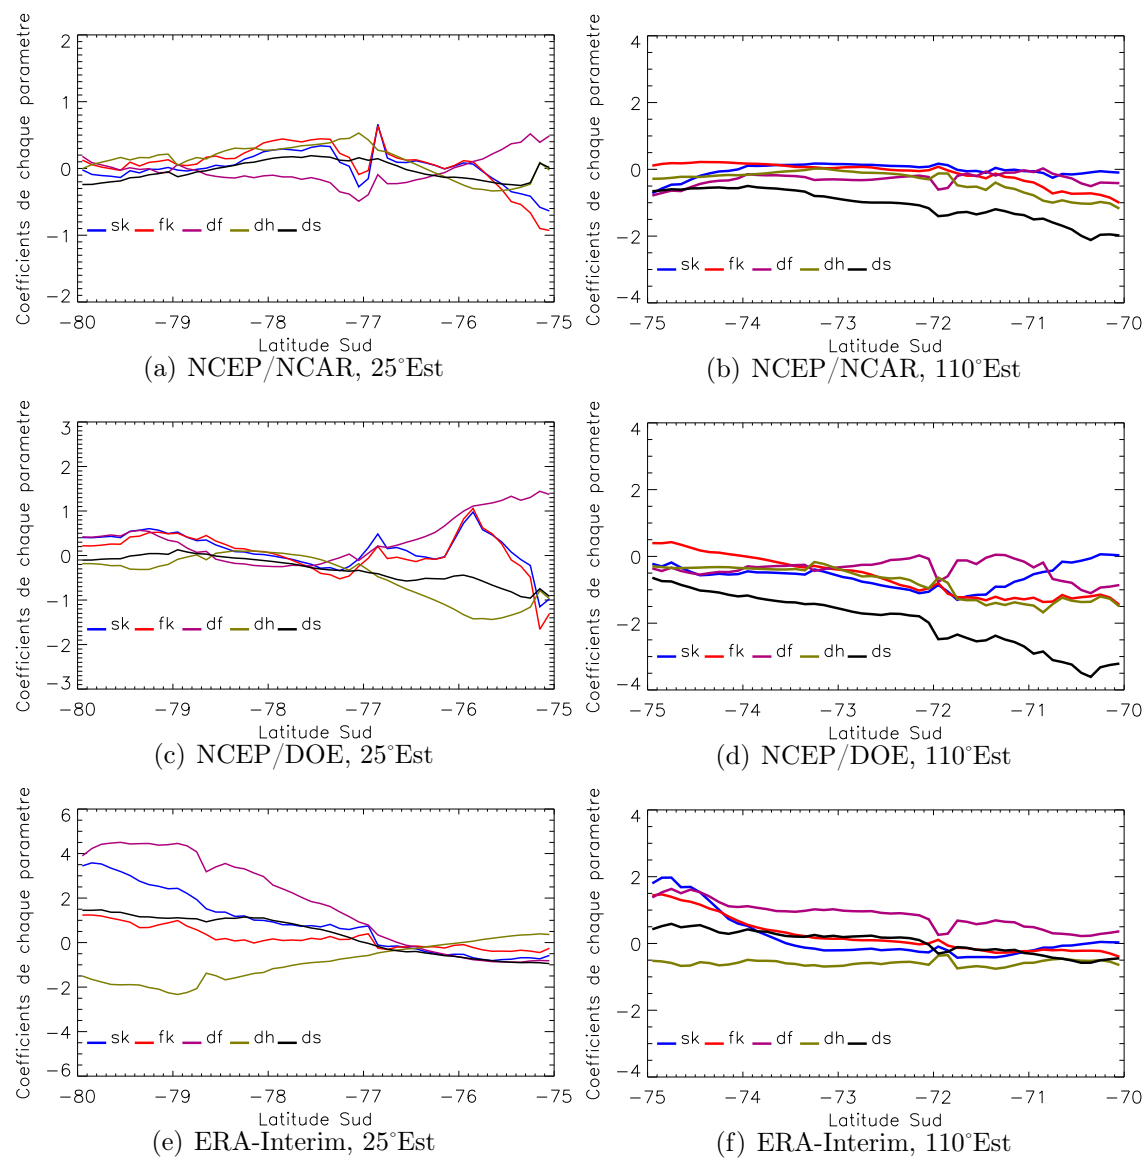 Coefficients de chaque parametre
2
1
0
−1
−2
sk fk df dh ds
−80 −79 −78 −77 −76 −75
Latitude Sud
(a) NCEP/NCAR, 25°Est
Coefficients de chaque parametre
4
2
0
−2
−4
sk fk df dh ds
−75 −74 −73 −72 −71 −70
Latitude Sud
(b) NCEP/NCAR, 110°Est
Coefficients de chaque parametre
3
2
1
0
−1
−2
−3
sk fk df dh ds
−80 −79 −78 −77 −76 −75
Latitude Sud
(c) NCEP/DOE, 25°Est
Coefficients de chaque parametre
4
2
0
−2
−4
sk fk df dh ds
−75 −74 −73 −72 −71 −70
Latitude Sud
(d) NCEP/DOE, 110°Est
Coefficients de chaque parametre
6
4
2
0
−2
−4
−6
sk fk df dh ds
−80 −79 −78 −77 −76 −75
Latitude Sud
(e) ERA-Interim, 25°Est
Coefficients de chaque parametre
4
2
0
−2
−4
sk fk df dh ds
−75 −74 −73 −72 −71 −70
Latitude Sud
(f) ERA-Interim, 110°Est